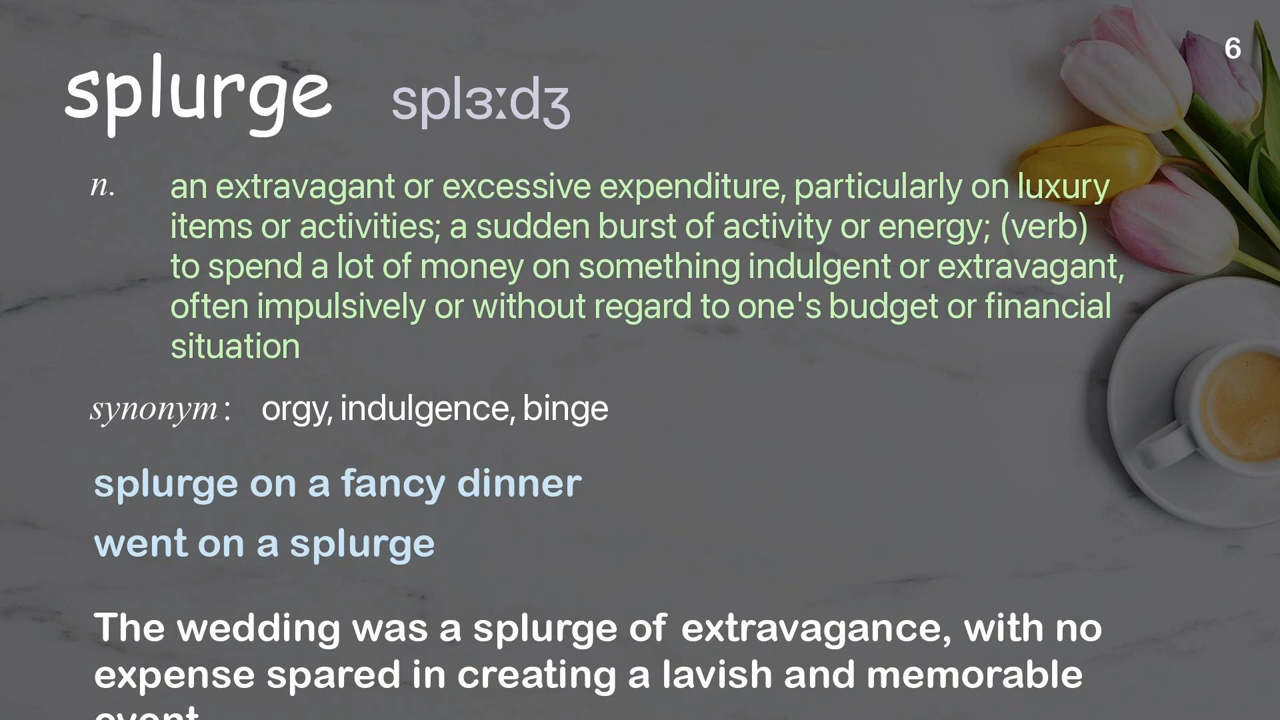 6
splurge splɜːdʒ
n. an extravagant or excessive expenditure, particularly on luxury
items or activities; a sudden burst of activity or energy; (verb)
to spend a lot of money on something indulgent or extravagant,
often impulsively or without regard to one's budget or financial
situation
synonym: orgy, indulgence, binge
splurge on a fancy dinner
went on a splurge
The wedding was a splurge of extravagance, with no
expense spared in creating a lavish and memorable